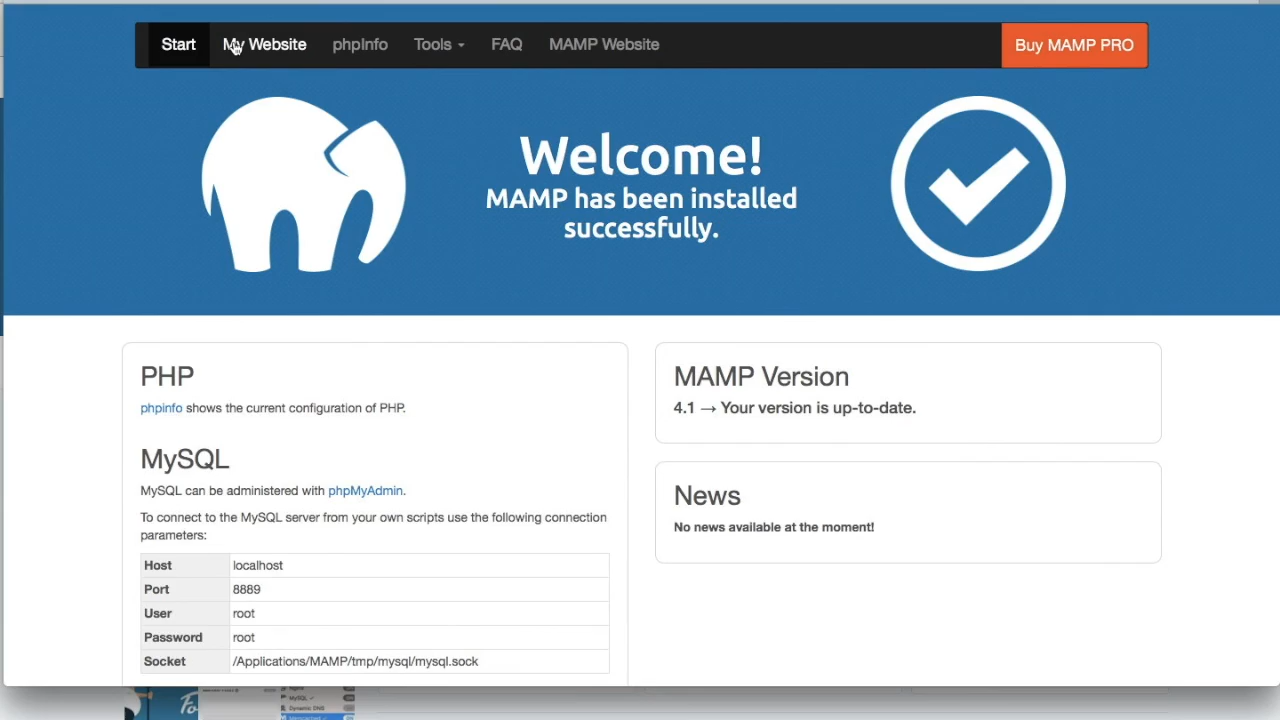 Start My Website phpInfo Tools FAQ MAMP Website Buy MAMP PRO
Welcome!
MAMP has been installed
successfully.
PHP
phpinfo shows the current configuration of PHP.
MySQL
MySQL can be administered with phpMyAdmin.
To connect to the MySQL server from your own scripts use the following connection
parameters:
Host localhost
Port 8889
User root
Password root
Socket /Applications/MAMP/tmp/mysql/mysql.sock
MAMP Version
4.1 → Your version is up-to-date.
News
No news available at the moment!
Fo
MySQL
Dynamic DNS